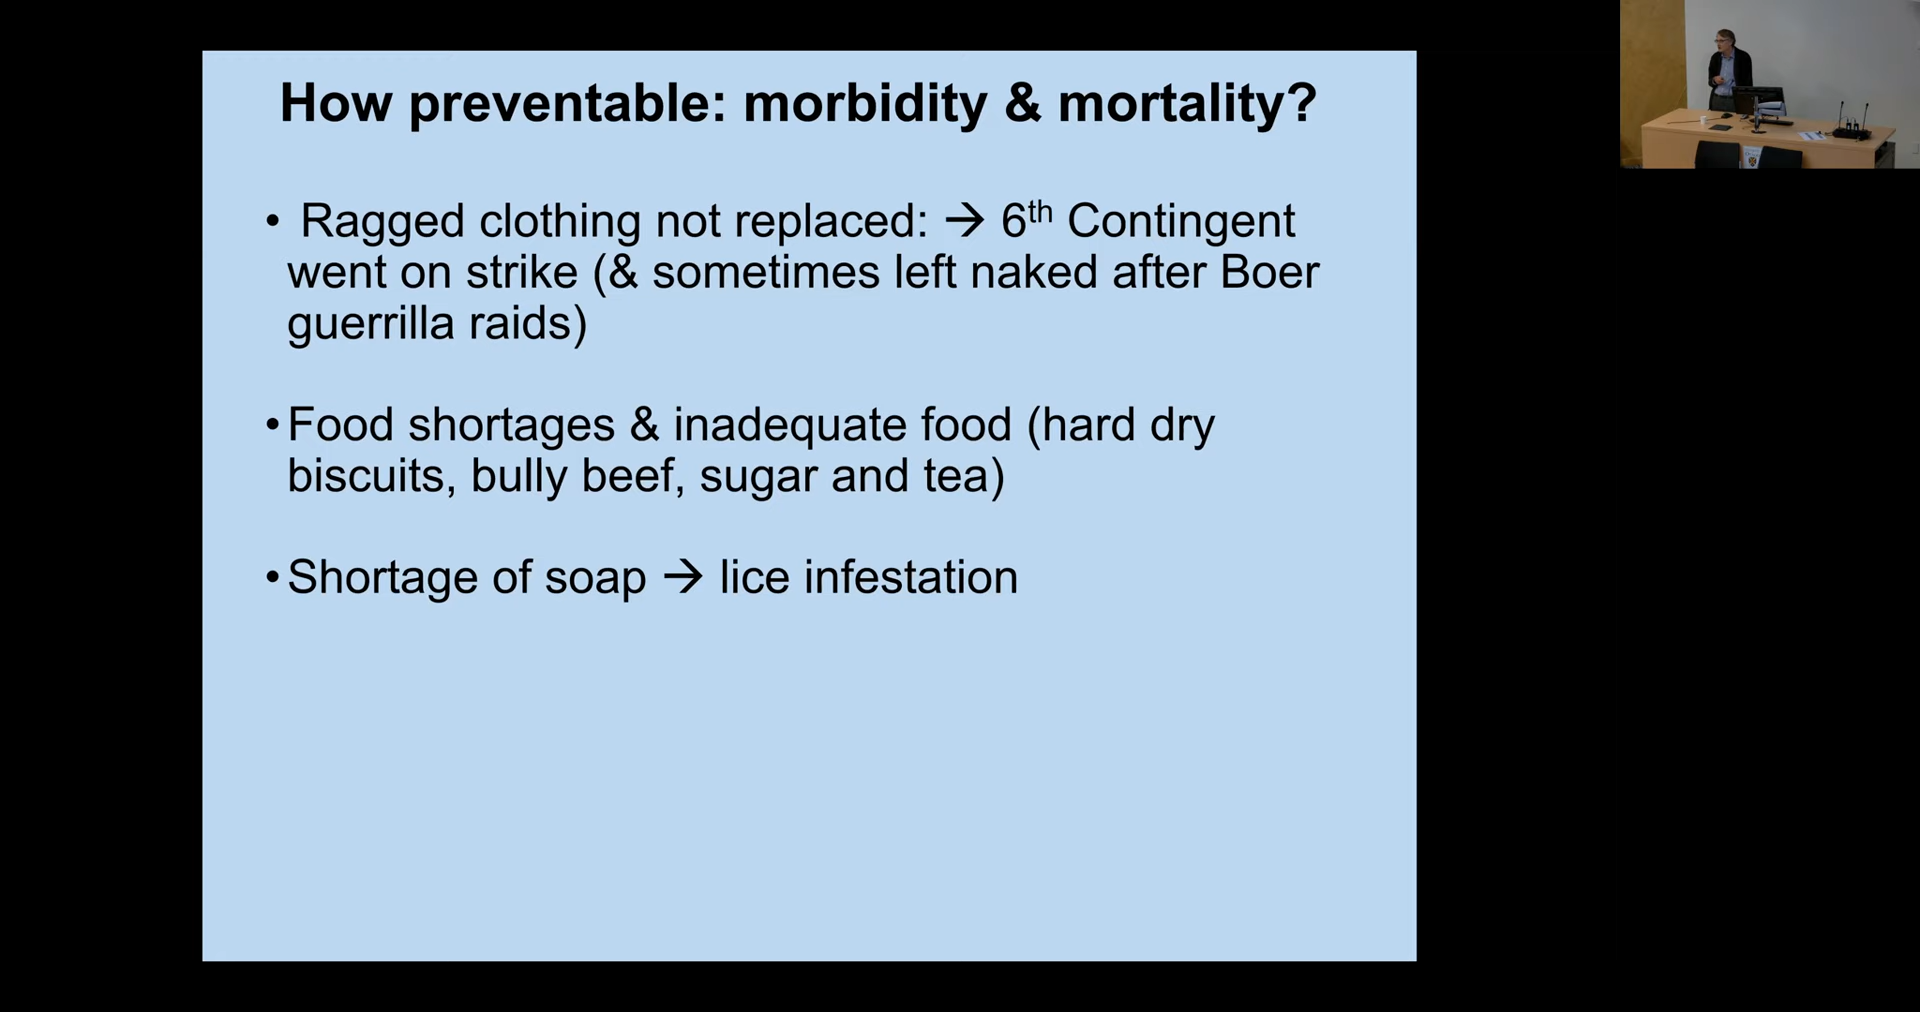 How preventable: morbidity & mortality?
• Ragged clothing not replaced: → 6th Contingent
went on strike (& sometimes left naked after Boer
guerrilla raids)
• Food shortages & inadequate food (hard dry
biscuits, bully beef, sugar and tea)
• Shortage of soap → lice infestation